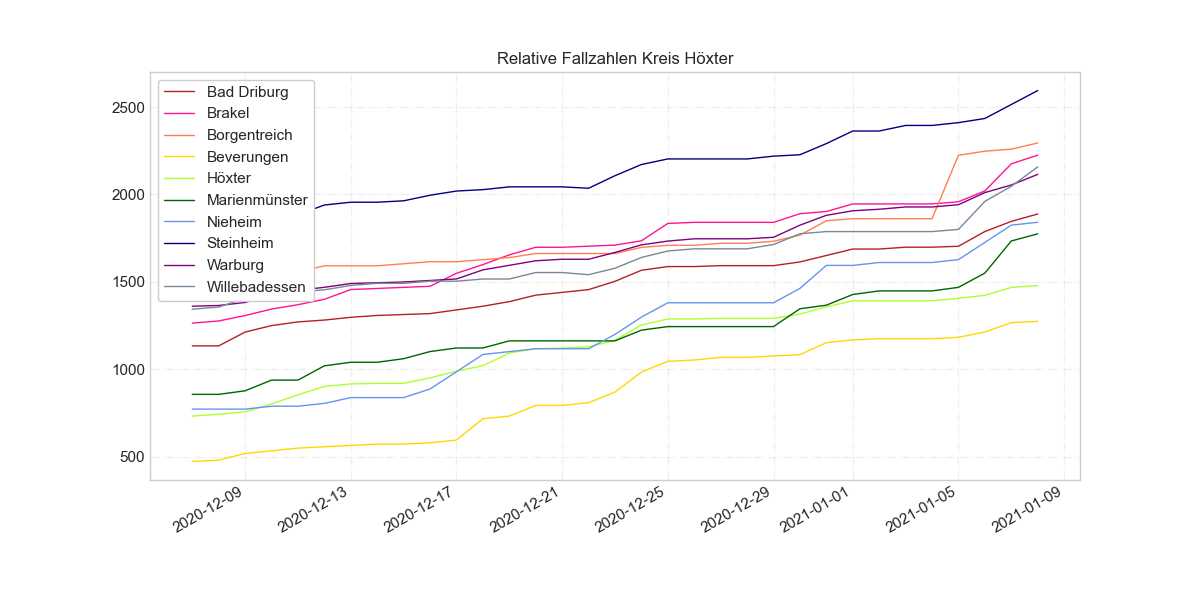 Relative Fallzahlen Kreis Höxter
Bad Driburg
Brakel
Borgentreich
Beverungen
Höxter
Marienmünster
Nieheim
Steinheim
Warburg
Willebadessen
2500
2000
1500
1000
500
2020-12-09
2020-12-13
2020-12-17
2020-12-21
2020-12-25
2020-12-29
2021-01-01
2021-01-05
2021-01-09